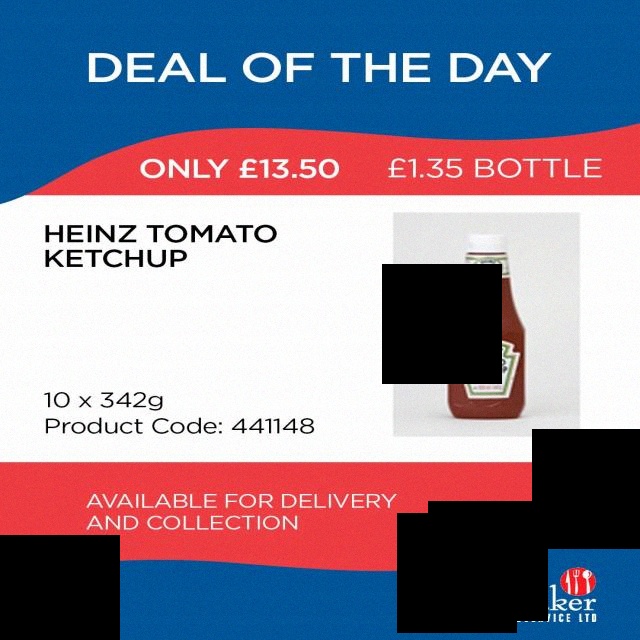 DEAL OF THE DAY
ONLY £13.50 £1.35 BOTTLE
HEINZ TOMATO
KETCHUP
10 x 342g
Product Code: 441148
AVAILABLE FOR DELIVERY
AND COLLECTION
LTD